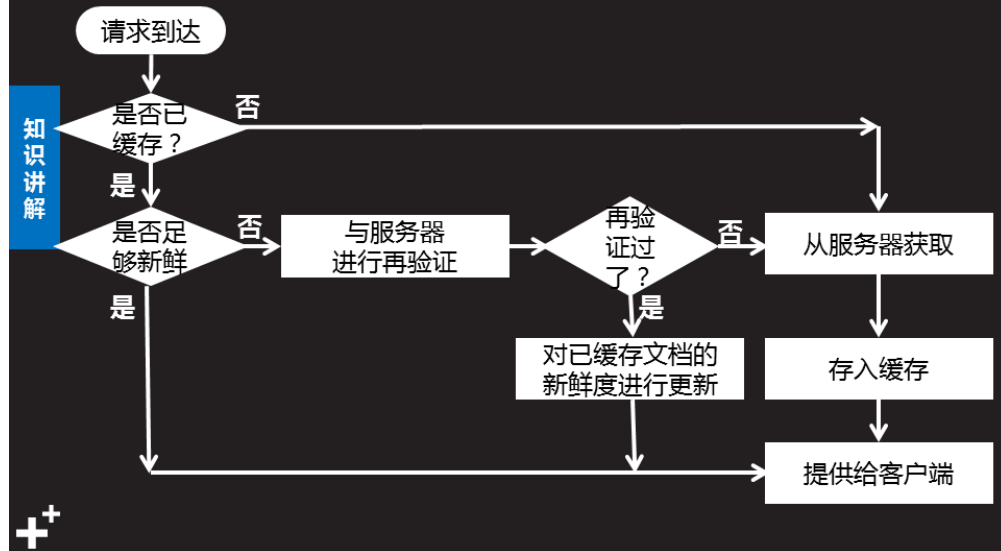 请求到达
知
识
讲
解
是否已
缓存？
否
是
是否足
够新鲜
否
与服务器
进行再验证
再验
证过
了？
否
从服务器获取
是
是
对已缓存文档的
新鲜度进行更新
存入缓存
提供给客户端